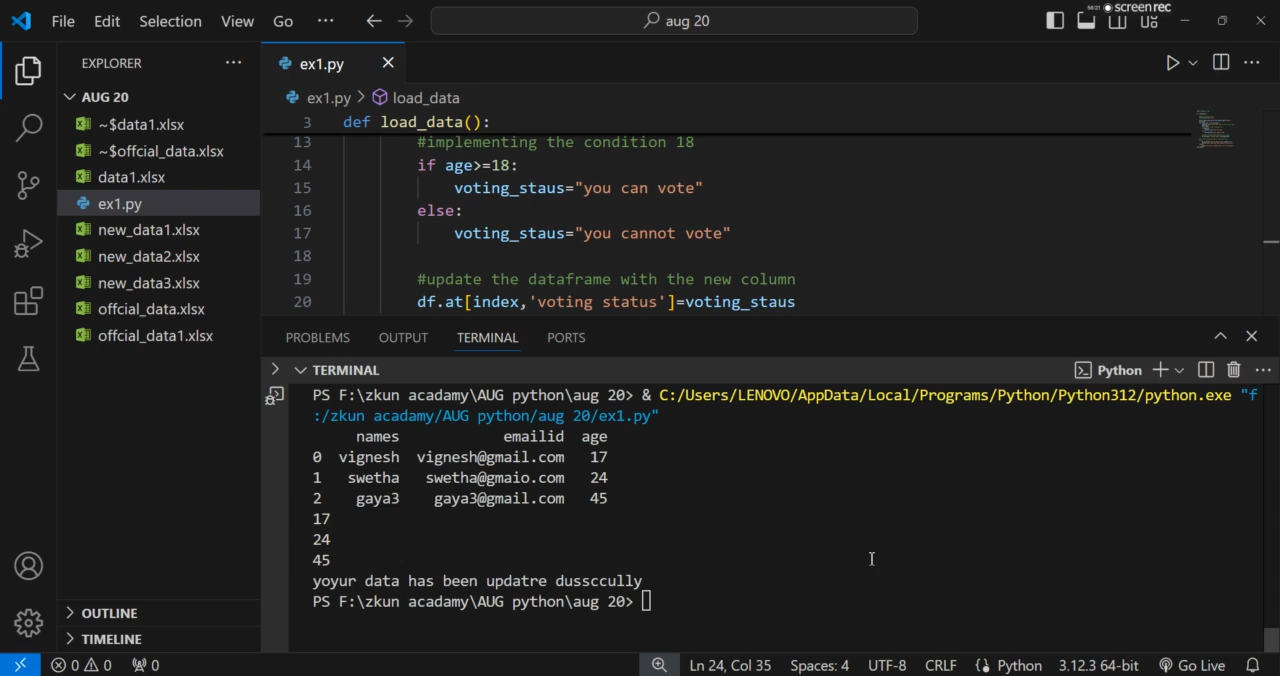 screenrec
File Edit Selection View Go ··· aug 20
EXPLORER ···
AUG 20
~$data1.xlsx
~$offcial_data.xlsx
data1.xlsx
ex1.py
new_data1.xlsx
new_data2.xlsx
new_data3.xlsx
offcial_data.xlsx
offcial_data1.xlsx
OUTLINE
TIMELINE
ex1.py
ex1.py > load_data
3 def load_data():
13 #implementing the condition 18
14 if age>=18:
15 voting_staus="you can vote"
16 else:
17 voting_staus="you cannot vote"
18
19 #update the dataframe with the new column
20 df.at[index,'voting status']=voting_staus
PROBLEMS OUTPUT TERMINAL PORTS
TERMINAL Python
PS F:\zkun acadamy\AUG python\aug 20> & C:/Users/LENOVO/AppData/Local/Programs/Python/Python312/python.exe "f
:/zkun acadamy/AUG python/aug 20/ex1.py"
names emailid age
0 vignesh vignesh@gmail.com 17
1 swetha swetha@gmaio.com 24
2 gaya3 gaya3@gmail.com 45
17
24
45
yoyur data has been updatre dussccully
PS F:\zkun acadamy\AUG python\aug 20>
0 0 0 Ln 24, Col 35 Spaces: 4 UTF-8 CRLF Python 3.12.3 64-bit Go Live